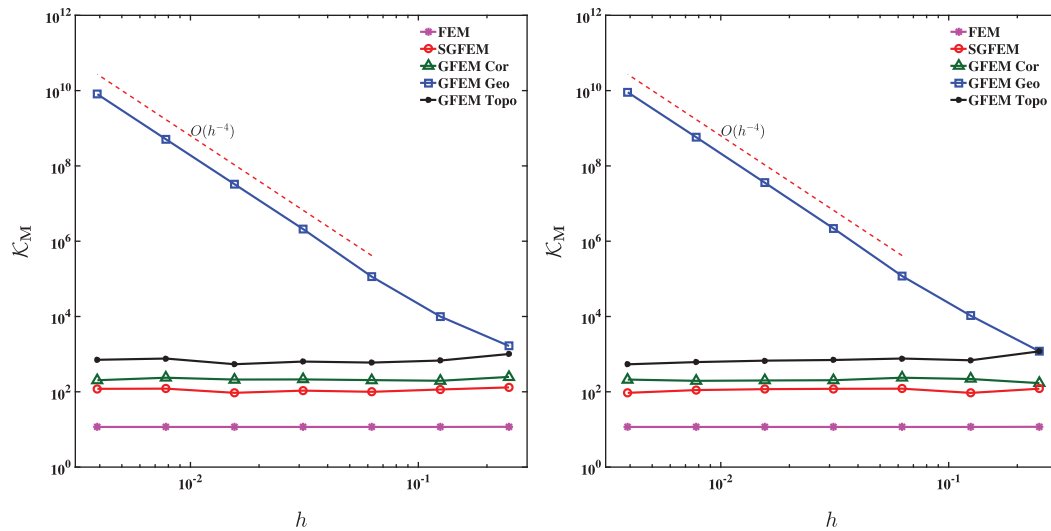 10^12
10^10
10^8
10^6
10^4
10^2
10^0
𝒦_M
FEM
SGFEM
GFEM Cor
GFEM Geo
GFEM Topo
O(h^−4)
10^-2
10^-1
h
10^12
10^10
10^8
10^6
10^4
10^2
10^0
𝒦_M
FEM
SGFEM
GFEM Cor
GFEM Geo
GFEM Topo
O(h^−4)
10^-2
10^-1
h